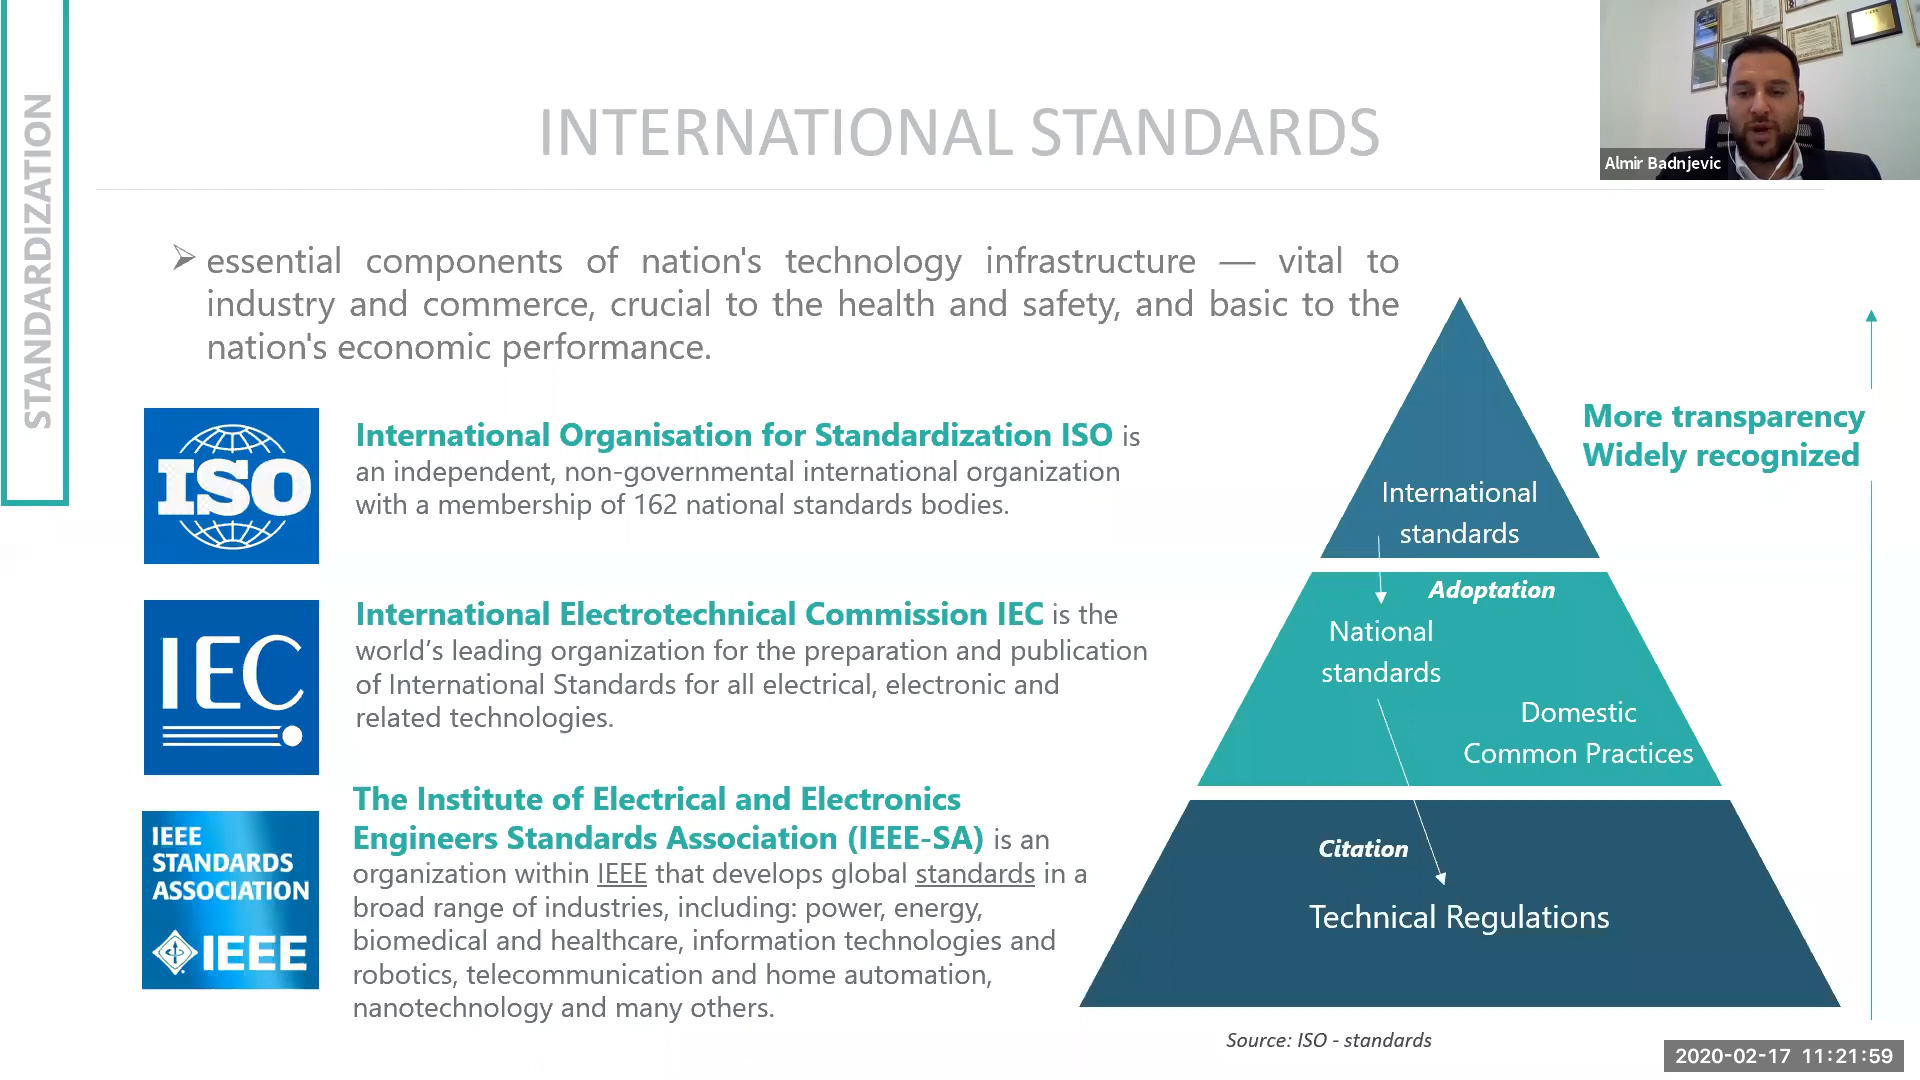 STANDARDIZATION
INTERNATIONAL STANDARDS
Almir Badnjevic
essential components of nation's technology infrastructure — vital to
industry and commerce, crucial to the health and safety, and basic to the
nation's economic performance.
ISO
International Organisation for Standardization ISO is
an independent, non-governmental international organization
with a membership of 162 national standards bodies.
IEC
International Electrotechnical Commission IEC is the
world’s leading organization for the preparation and publication
of International Standards for all electrical, electronic and
related technologies.
IEEE
STANDARDS
ASSOCIATION
IEEE
The Institute of Electrical and Electronics
Engineers Standards Association (IEEE-SA) is an
organization within IEEE that develops global standards in a
broad range of industries, including: power, energy,
biomedical and healthcare, information technologies and
robotics, telecommunication and home automation,
nanotechnology and many others.
More transparency
Widely recognized
International
standards
Adoptation
National
standards
Domestic
Common Practices
Citation
Technical Regulations
Source: ISO - standards
2020-02-17 11:21:59